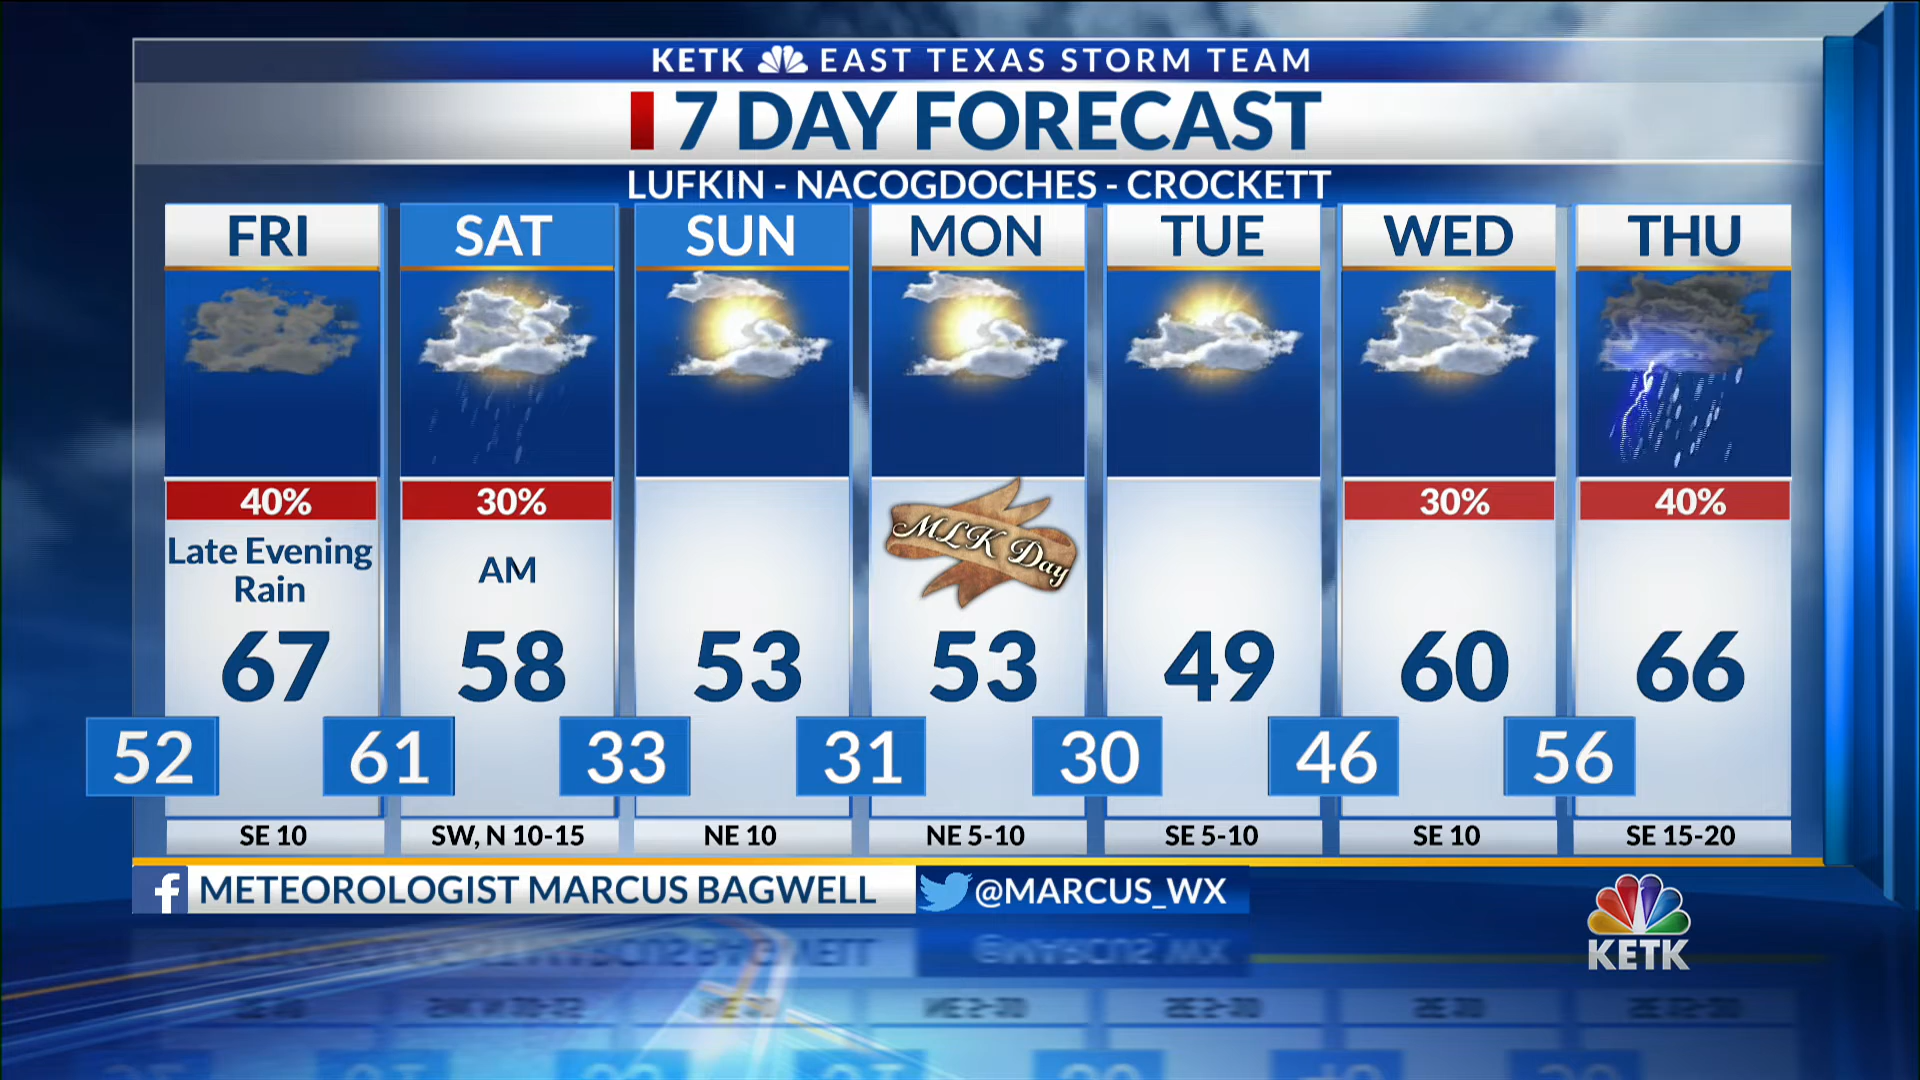 KETK EAST TEXAS STORM TEAM
7 DAY FORECAST
LUFKIN - NACOGDOCHES - CROCKETT
FRI SAT SUN MON TUE WED THU
40% 30% 30% 40%
Late Evening
Rain
AM
MLK Day
67 58 53 53 49 60 66
52 61 33 31 30 46 56
SE 10 SW, N 10-15 NE 10 NE 5-10 SE 5-10 SE 10 SE 15-20
f METEOROLOGIST MARCUS BAGWELL @MARCUS_WX
KETK